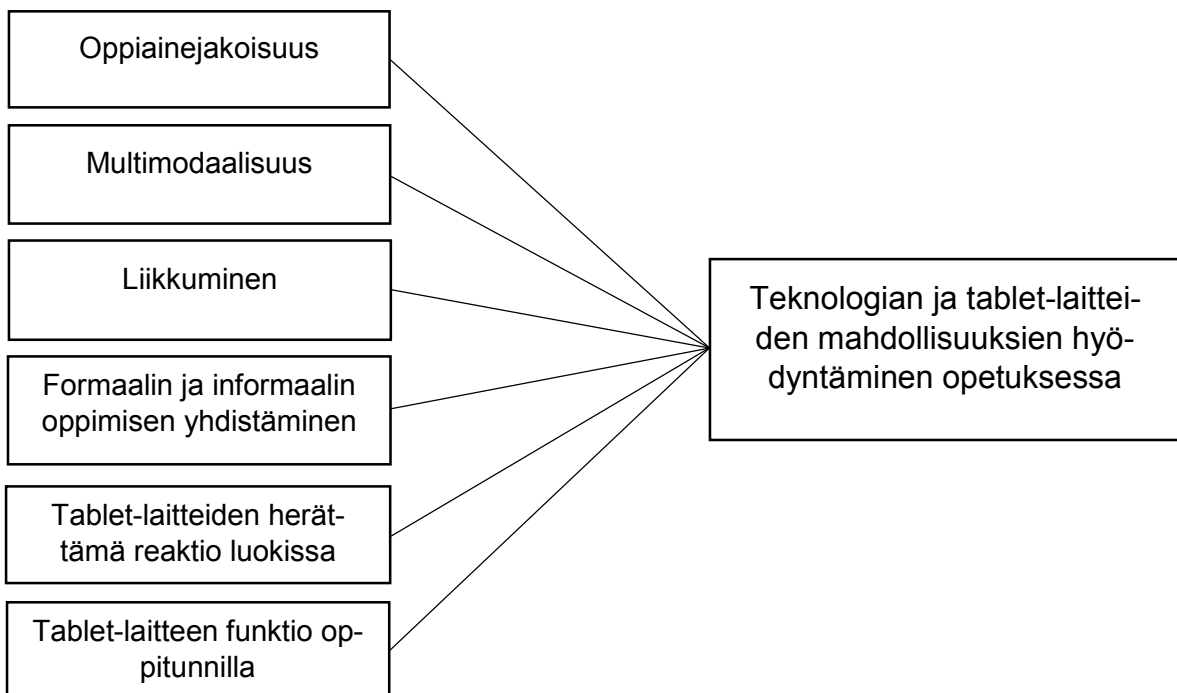 Oppiainejakoisuus
Multimodaalisuus
Liikkuminen
Formaalin ja informaalin
oppimisen yhdistäminen
Tablet-laitteiden herät-
tämä reaktio luokissa
Tablet-laitteen funktio op-
pitunnilla
Teknologian ja tablet-laittei-
den mahdollisuuksien hyö-
dyntäminen opetuksessa